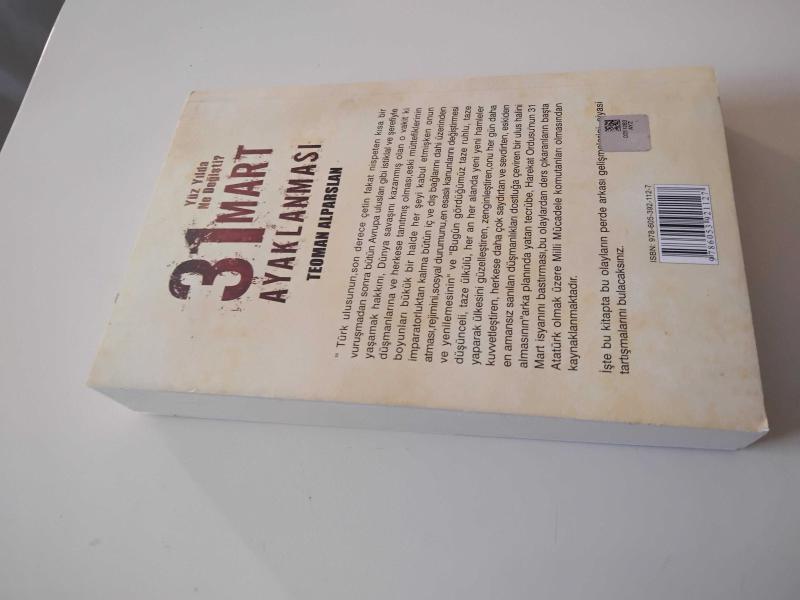 Yüz Yılda
Ne Değişti?
31 MART
AYAKLANMASI
TEOMAN ALPARSLAN
" Türk ulusunun,son derece çetin fakat nispeten kısa bir
vuruşmadan sonra bütün Avrupa ulusları gibi istiklal ve şerefiyle
yaşamak hakkını, Dünya savaşını kazanmış olan o vakit ki
düşmanlarına ve herkese tanıtmış olması,eski müttefiklerinin
boyunları bükük bir halde her şeyi kabul etmişken onun
imparatorluktan kalma bütün iç ve dış bağlarını dahi üzerinden
atması,rejimini,sosyal durumunu,en esaslı kanunlarını değiştirmesi
ve yenilemesinin" ve "Bugün gördüğümüz taze ruhlu, taze
düşünceli, taze ülkülü, her an her alanda yeni yeni hamleler
yaparak ülkesini güzelleştiren, zenginleştiren,onu her gün daha
kuvvetleştiren, herkese daha çok saydırtan ve sevdirten, eskiden
en amansız sanılan düşmanlıkları dostluğa çeviren bir ulus halini
almasının"arka planında yatan tecrübe, Harekat Ordusu'nun 31
Mart isyanını bastırması,bu olaylardan ders çıkaranların başta
Atatürk olmak üzere Milli Mücadele komutanları olmasından
kaynaklanmaktadır.
İşte bu kitapta bu olayların perde arkası gelişmelerini, siyasi
tartışmalarını bulacaksınız.
ISBN: 978-605-392-112-7
9786053921127